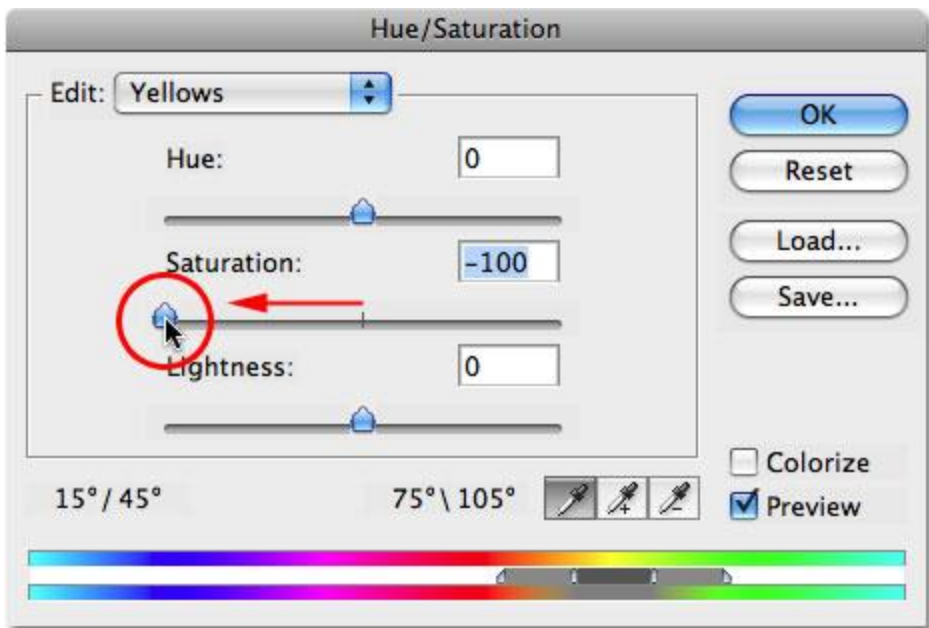 Hue/Saturation
Edit: Yellows
OK
Hue: 0
Reset
Saturation: -100
Load...
Save...
Lightness: 0
Colorize
15°/45° 75°\105°
Preview